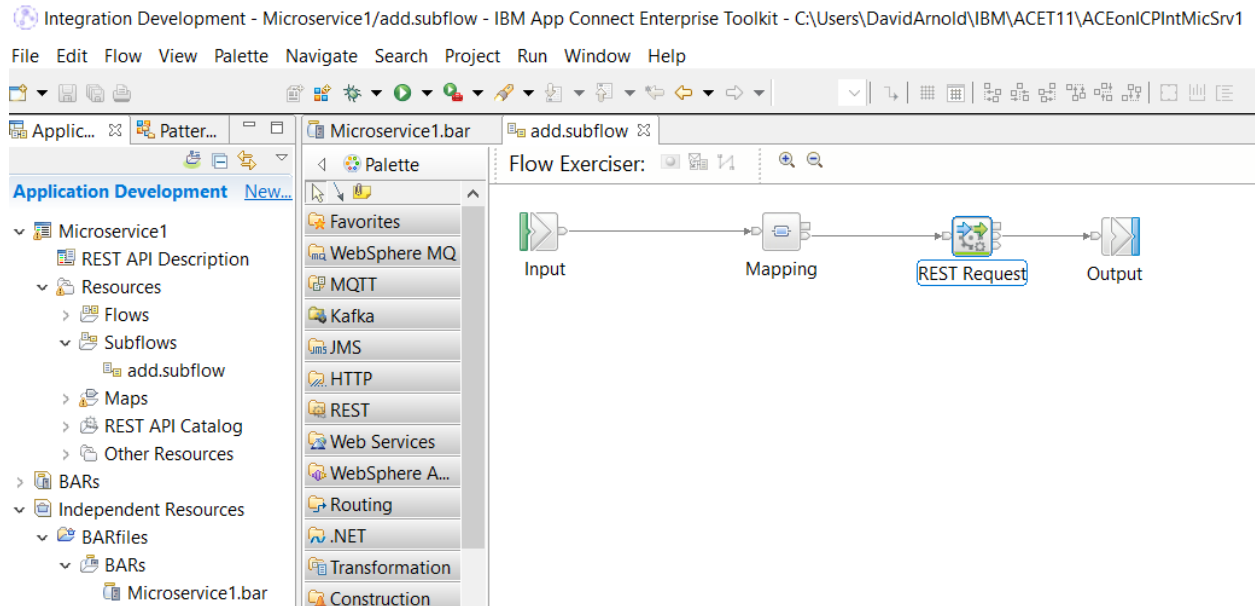 Integration Development - Microservice1/add.subflow - IBM App Connect Enterprise Toolkit - C:\Users\DavidArnold\IBM\ACET11\ACEonICPIntMicSrv1
File Edit Flow View Palette Navigate Search Project Run Window Help
Applic... Patter...
Microservice1.bar add.subflow
Application Development New...
Microservice1
REST API Description
Resources
Flows
Subflows
add.subflow
Maps
REST API Catalog
Other Resources
BARs
Independent Resources
BARfiles
BARs
Microservice1.bar
Palette
Favorites
WebSphere MQ
MQTT
Kafka
Jms JMS
HTTP
REST
Web Services
WebSphere A...
Routing
.NET
Transformation
Construction
Flow Exerciser:
Input Mapping REST Request Output